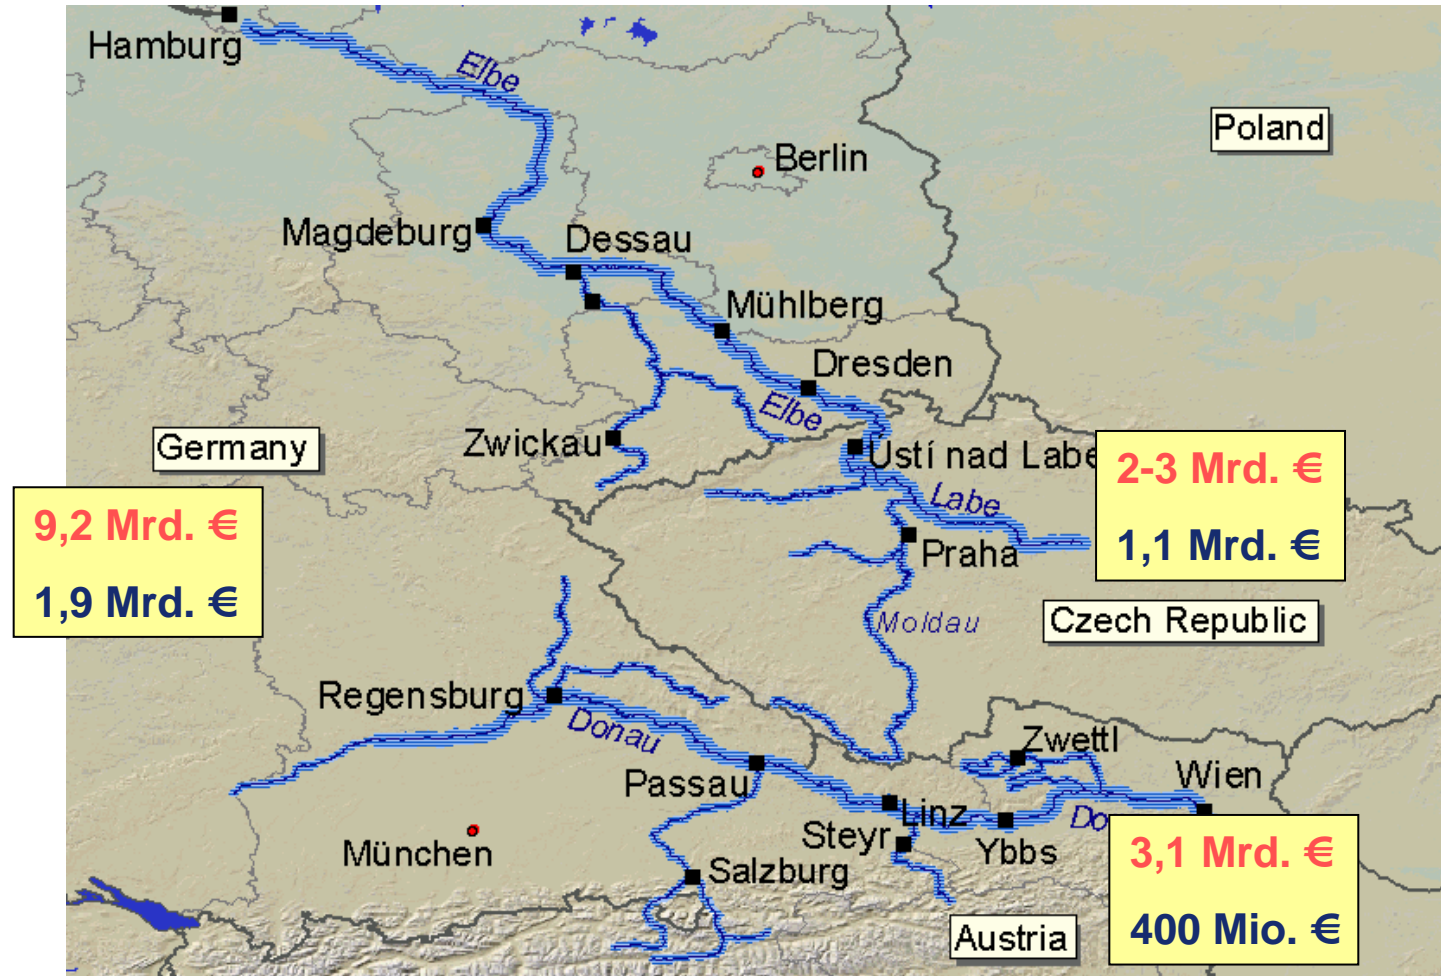 Hamburg
Elbe
Poland
Berlin
Magdeburg
Dessau
Mühlberg
Dresden
Elbe
Zwickau
Germany
Ustí nad Labe
2-3 Mrd. €
1,1 Mrd. €
Labe
9,2 Mrd. €
1,9 Mrd. €
Praha
Moldau
Czech Republic
Regensburg
Donau
Zwettl
Passau
Wien
Linz
Do
Steyr
Ybbs
München
Salzburg
3,1 Mrd. €
400 Mio. €
Austria